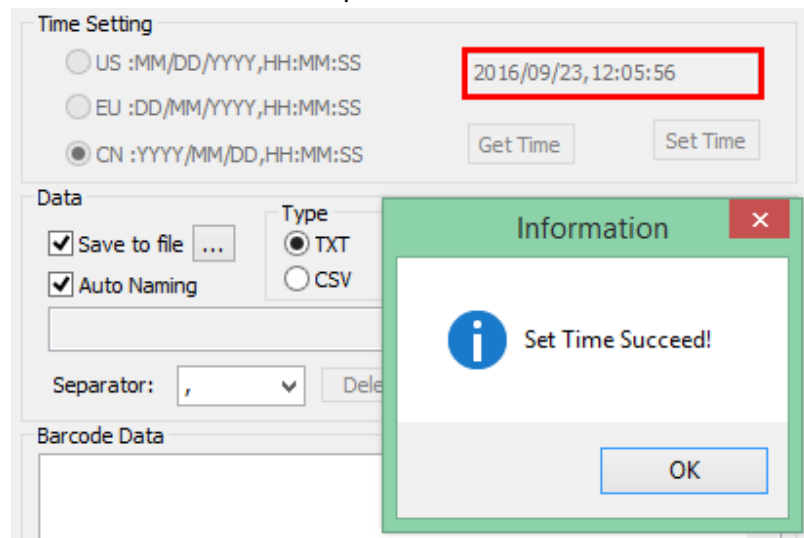 Time Setting
US :MM/DD/YYYY,HH:MM:SS
2016/09/23,12:05:56
EU :DD/MM/YYYY,HH:MM:SS
CN :YYYY/MM/DD,HH:MM:SS
Get Time
Set Time
Data
Save to file
...
Type
TXT
Auto Naming
CSV
Separator:
,
Information
Set Time Succeed!
OK
Barcode Data